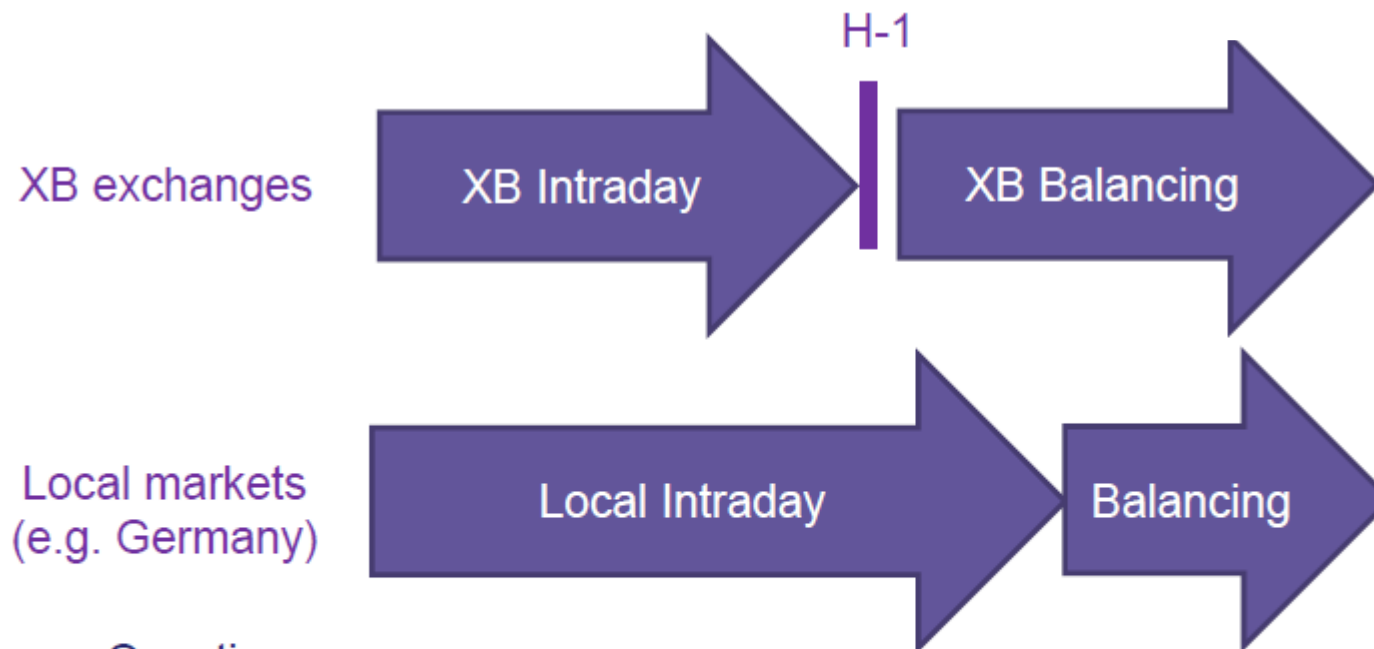 H-1
XB exchanges
XB Intraday
XB Balancing
Local markets
(e.g. Germany)
Local Intraday
Balancing